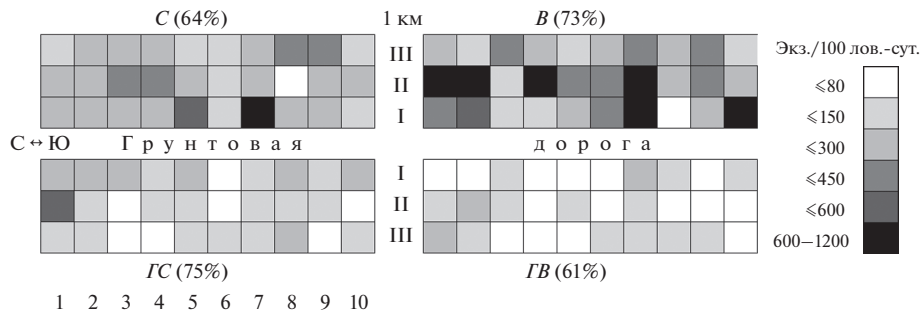 С (64%) 1 км В (73%)
Экз./100 лов.-сут.
III
II
I
⩽80
⩽150
⩽300
⩽450
⩽600
600–1200
С ↔ Ю Грунтовая дорога
I
II
III
ГС (75%) ГВ (61%)
1 2 3 4 5 6 7 8 9 10